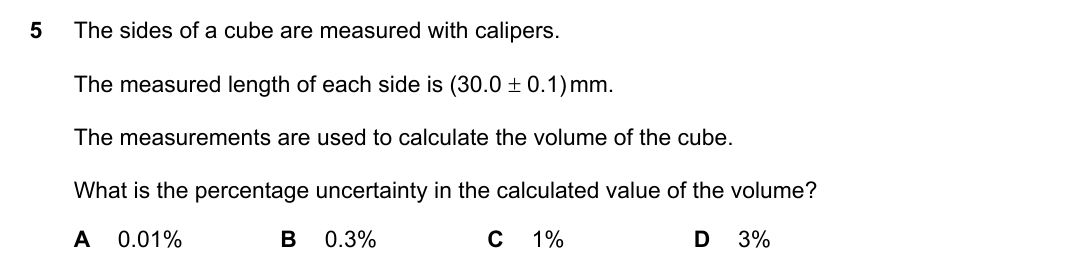 5 The sides of a cube are measured with calipers.
The measured length of each side is (30.0 ± 0.1) mm.
The measurements are used to calculate the volume of the cube.
What is the percentage uncertainty in the calculated value of the volume?
A 0.01% B 0.3% C 1% D 3%